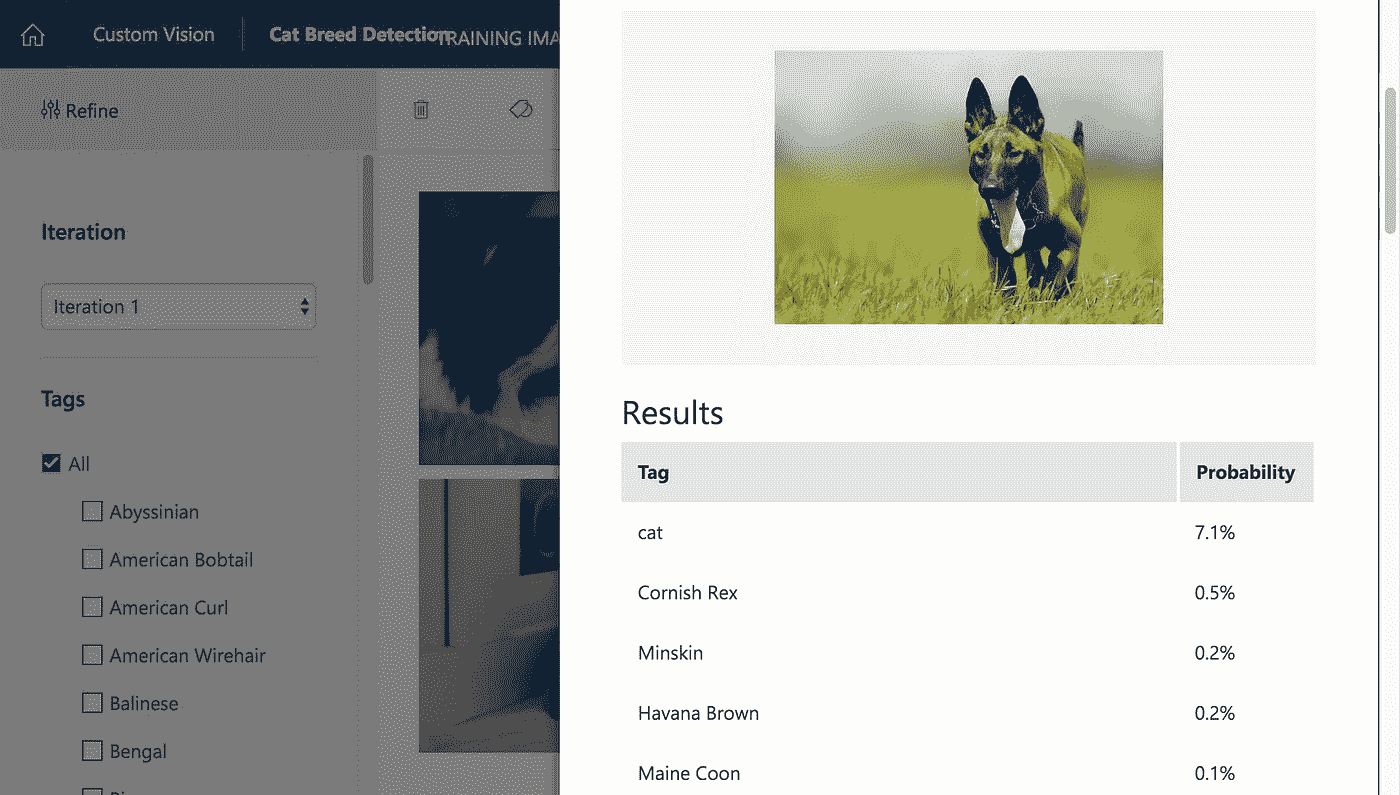 Custom Vision
Cat Breed Detection
TRAINING IMA
Refine
Iteration
Iteration 1
Tags
All
Abyssinian
American Bobtail
American Curl
American Wirehair
Balinese
Bengal
Results
Tag Probability
cat 7.1%
Cornish Rex 0.5%
Minskin 0.2%
Havana Brown 0.2%
Maine Coon 0.1%